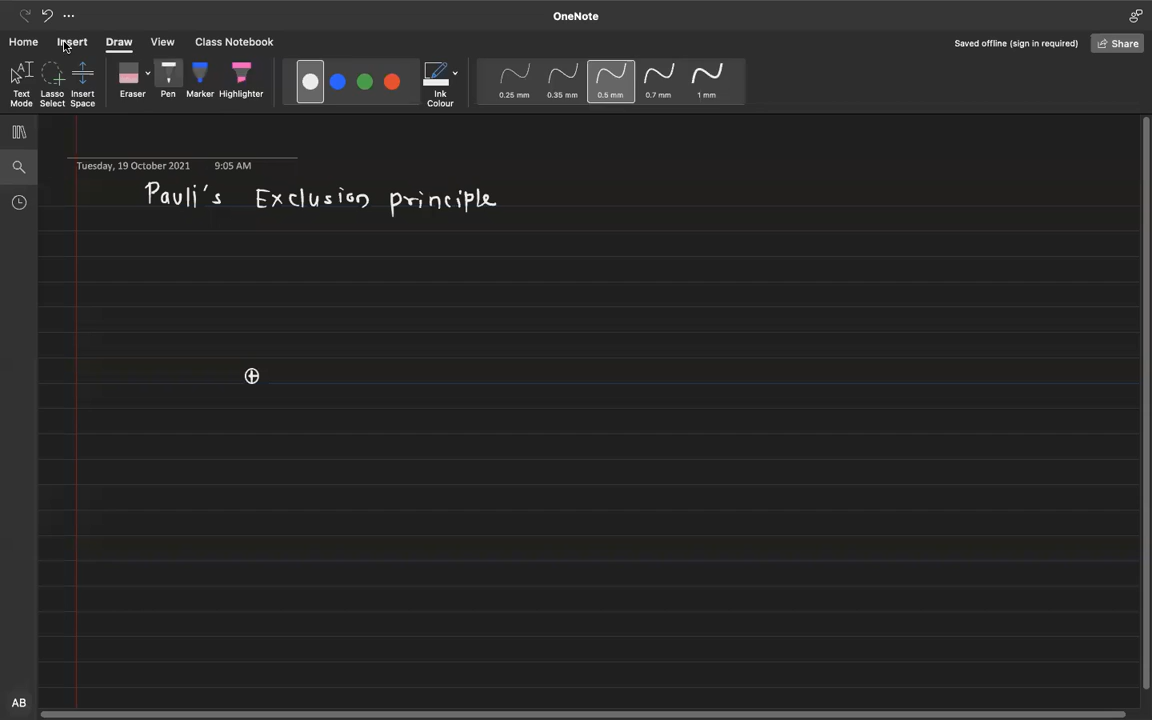 OneNote
Home Insert Draw View Class Notebook
Saved offline (sign in required) Share
Text Mode
Lasso Select
Insert Space
Eraser
Pen
Marker
Highlighter
Ink Colour
0.25 mm 0.35 mm 0.5 mm 0.7 mm 1 mm
Tuesday, 19 October 2021 9:05 AM
Pauli's Exclusion principle
AB